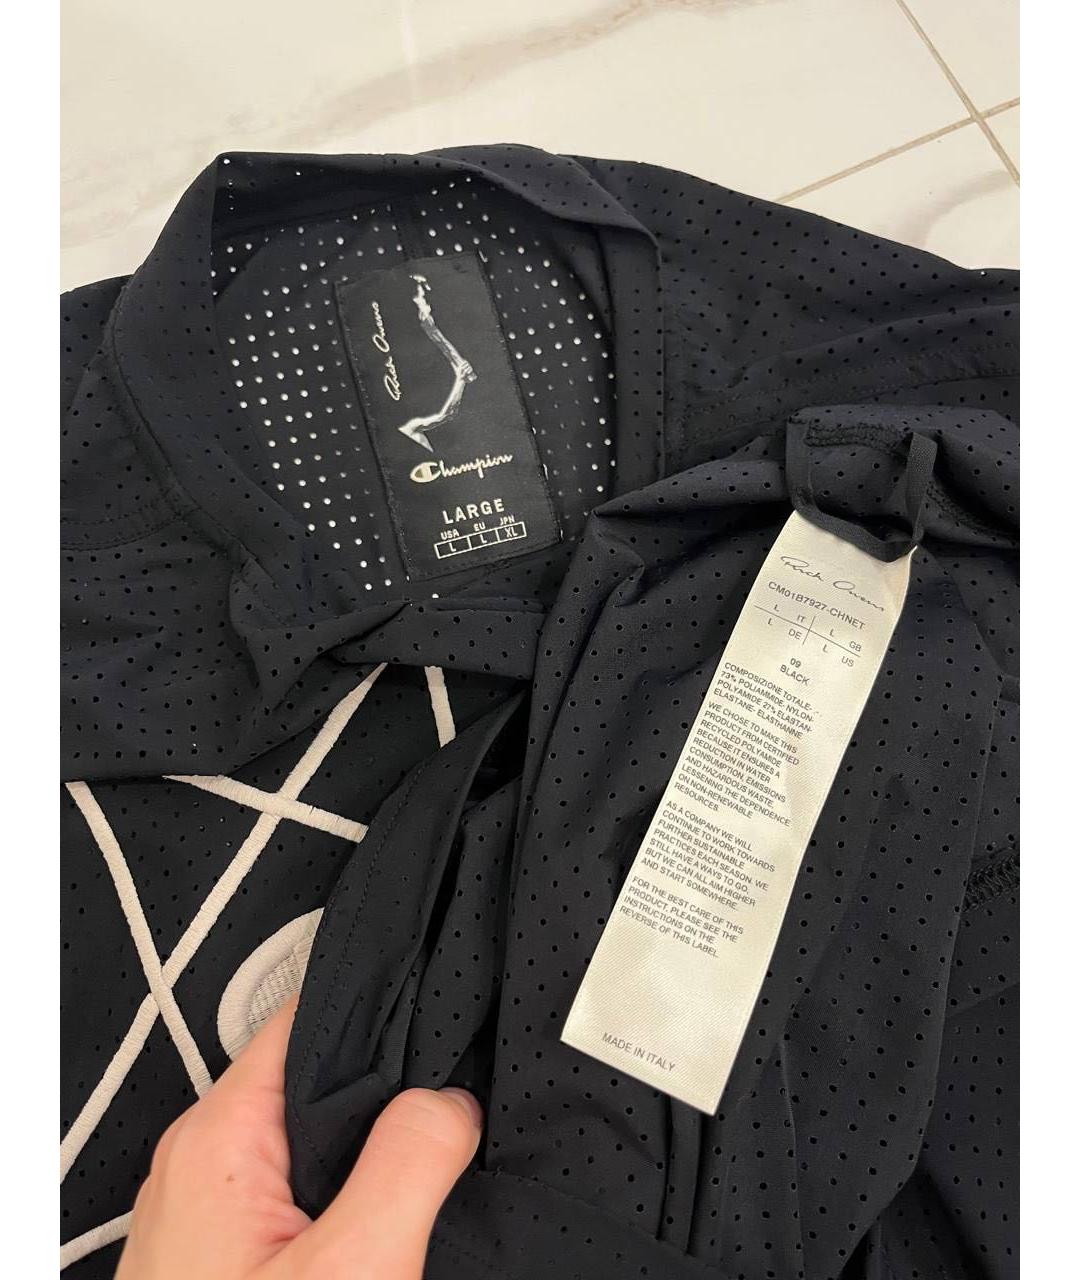 Rick Owens
Champion
LARGE
USA EU JPN
L L XL
Rick Owens
CM01B7927-CHNET
L IT L GB
L DE L US
09
BLACK
COMPOSIZIONE TOTALE-
73% POLIAMMIDE- NYLON-
POLYAMIDE 27% ELASTAN-
ELASTANE- ELASTHANNE
WE CHOSE TO MAKE THIS
PRODUCT FROM CERTIFIED
RECYCLED POLYAMIDE
BECAUSE IT ENSURES A
REDUCTION IN WATER
CONSUMPTION, EMISSIONS
AND HAZARDOUS WASTE,
LESSENING THE DEPENDENCE
ON NON-RENEWABLE
RESOURCES.
AS A COMPANY WE WILL
CONTINUE TO WORK TOWARDS
FURTHER SUSTAINABLE
PRACTICES EACH SEASON. WE
STILL HAVE A WAYS TO GO,
BUT WE CAN ALL AIM HIGHER
AND START SOMEWHERE.
FOR THE BEST CARE OF THIS
PRODUCT, PLEASE SEE THE
INSTRUCTIONS ON THE
REVERSE OF THIS LABEL
MADE IN ITALY